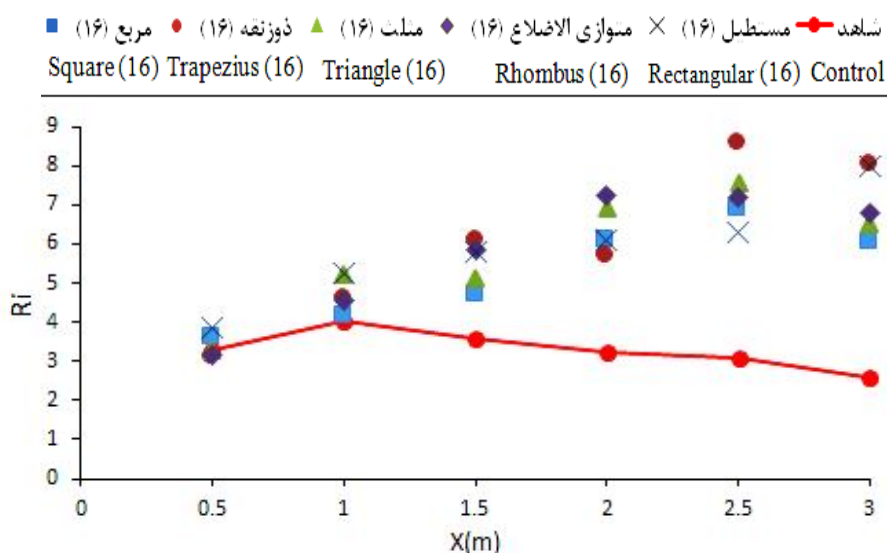 مربع (۱۶) ذوزنقه (۱۶) مثلث (۱۶) متوازی الاضلاع (۱۶) مستطیل (۱۶) شاهد
Square (16) Trapezius (16) Triangle (16) Rhombus (16) Rectangular (16) Control
9
8
7
6
5
4
3
2
1
0
Ri
0 0.5 1 1.5 2 2.5 3
X(m)